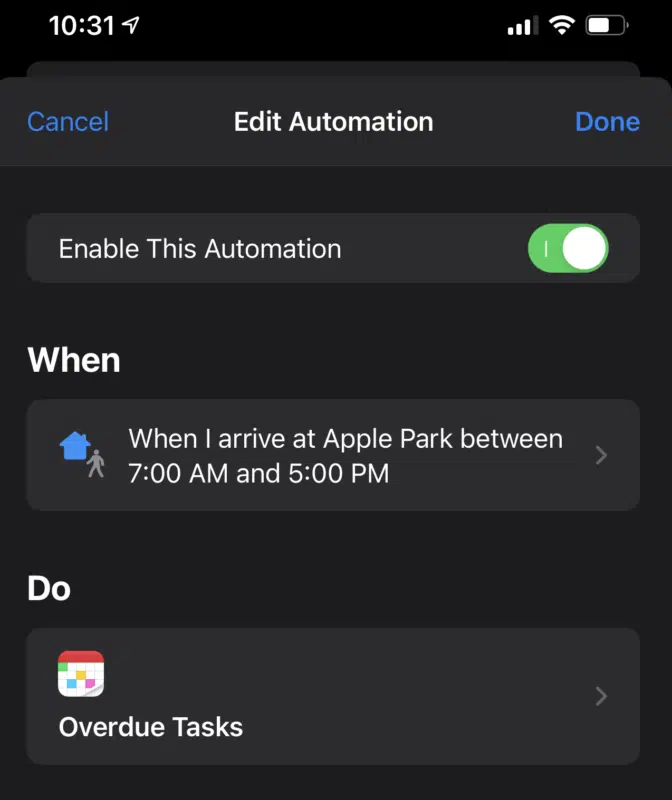 10:31
Cancel
Edit Automation
Done
Enable This Automation
When
When I arrive at Apple Park between
7:00 AM and 5:00 PM
Do
Overdue Tasks